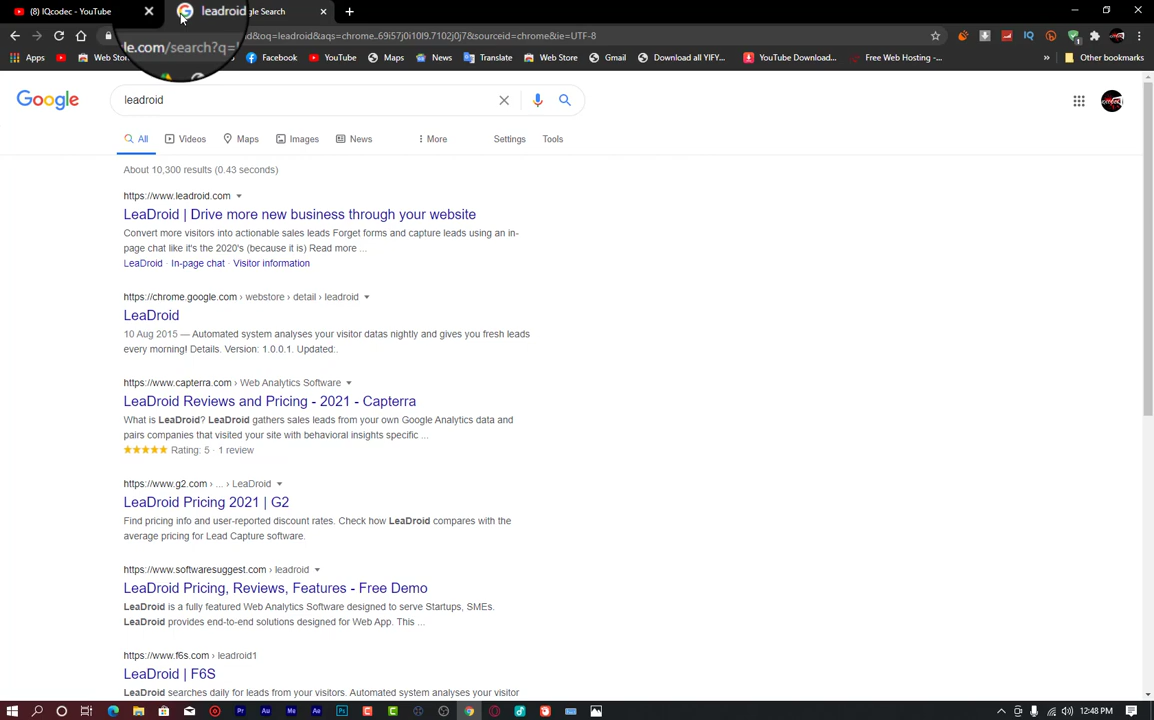 (8) IQcodec - YouTube
leadroid
gle Search
le.com/search?q=
d&oq=leadroid&aqs=chrome..69i57j0i10l9.7102j0j7&sourceid=chrome&ie=UTF-8
Apps
Web Stor
Facebook
YouTube
Maps
News
Translate
Web Store
Gmail
Download all YIFY...
YouTube Download...
Free Web Hosting -...
»
Other bookmarks
Google
leadroid
All
Videos
Maps
Images
News
More
Settings
Tools
About 10,300 results (0.43 seconds)
https://www.leadroid.com
LeaDroid | Drive more new business through your website
Convert more visitors into actionable sales leads Forget forms and capture leads using an in-
page chat like it's the 2020's (because it is) Read more ...
LeaDroid · In-page chat · Visitor information
https://chrome.google.com › webstore › detail › leadroid
LeaDroid
10 Aug 2015 — Automated system analyses your visitor datas nightly and gives you fresh leads
every morning! Details. Version: 1.0.0.1. Updated:.
https://www.capterra.com › Web Analytics Software
LeaDroid Reviews and Pricing - 2021 - Capterra
What is LeaDroid? LeaDroid gathers sales leads from your own Google Analytics data and
pairs companies that visited your site with behavioral insights specific ...
Rating: 5 · 1 review
https://www.g2.com › ... › LeaDroid
LeaDroid Pricing 2021 | G2
Find pricing info and user-reported discount rates. Check how LeaDroid compares with the
average pricing for Lead Capture software.
https://www.softwaresuggest.com › leadroid
LeaDroid Pricing, Reviews, Features - Free Demo
LeaDroid is a fully featured Web Analytics Software designed to serve Startups, SMEs.
LeaDroid provides end-to-end solutions designed for Web App. This ...
https://www.f6s.com › leadroid1
LeaDroid | F6S
LeaDroid searches daily for leads from your visitors. Automated system analyses your visitor
12:48 PM